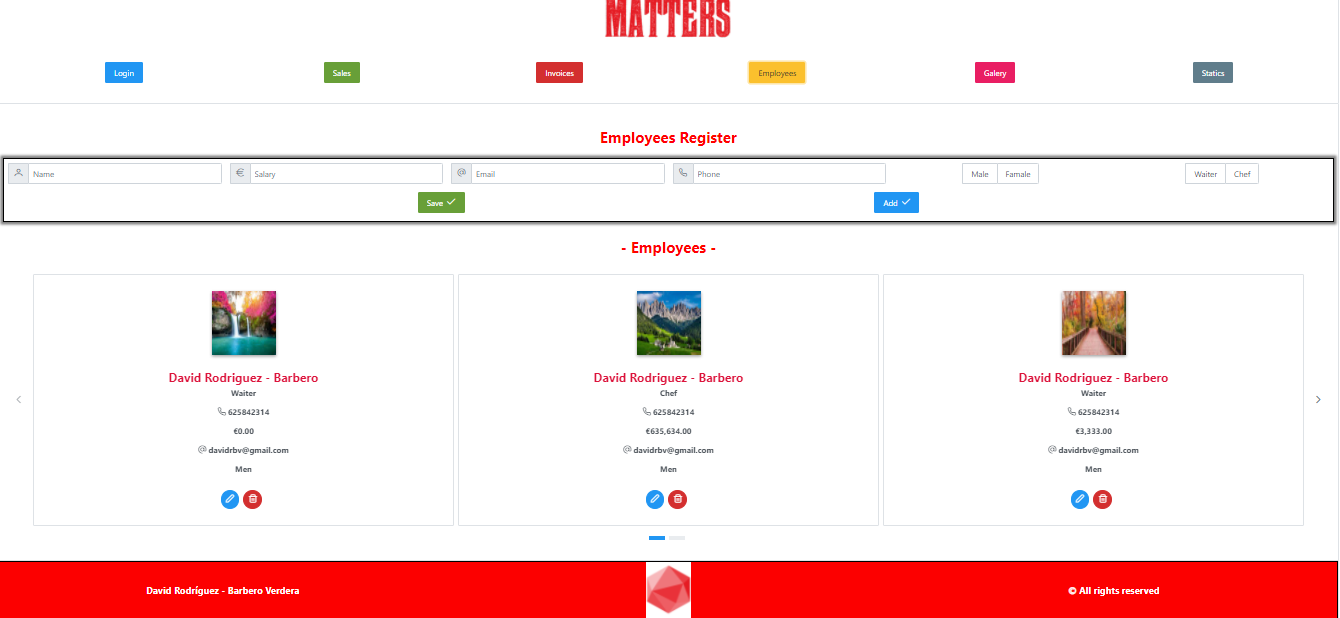 MATTERS
Login Sales Invoices Employees Galery Statics
Employees Register
Name Salary Email Phone Male Famale Waiter Chef
Save Add
- Employees -
David Rodriguez - Barbero David Rodriguez - Barbero David Rodriguez - Barbero
Waiter Chef Waiter
625842314 625842314 625842314
€0.00 €635,634.00 €3,333.00
@ davidrbv@gmail.com @ davidrbv@gmail.com @ davidrbv@gmail.com
Men Men Men
David Rodríguez - Barbero Verdera © All rights reserved